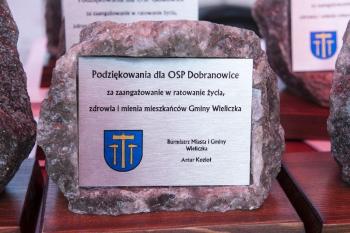 Podziękowania dla OSP Dobranowice
za zaangażowanie w ratowanie życia,
zdrowia i mienia mieszkańców Gminy Wieliczka
Burmistrz Miasta i Gminy
Wieliczka
Artur Kozioł